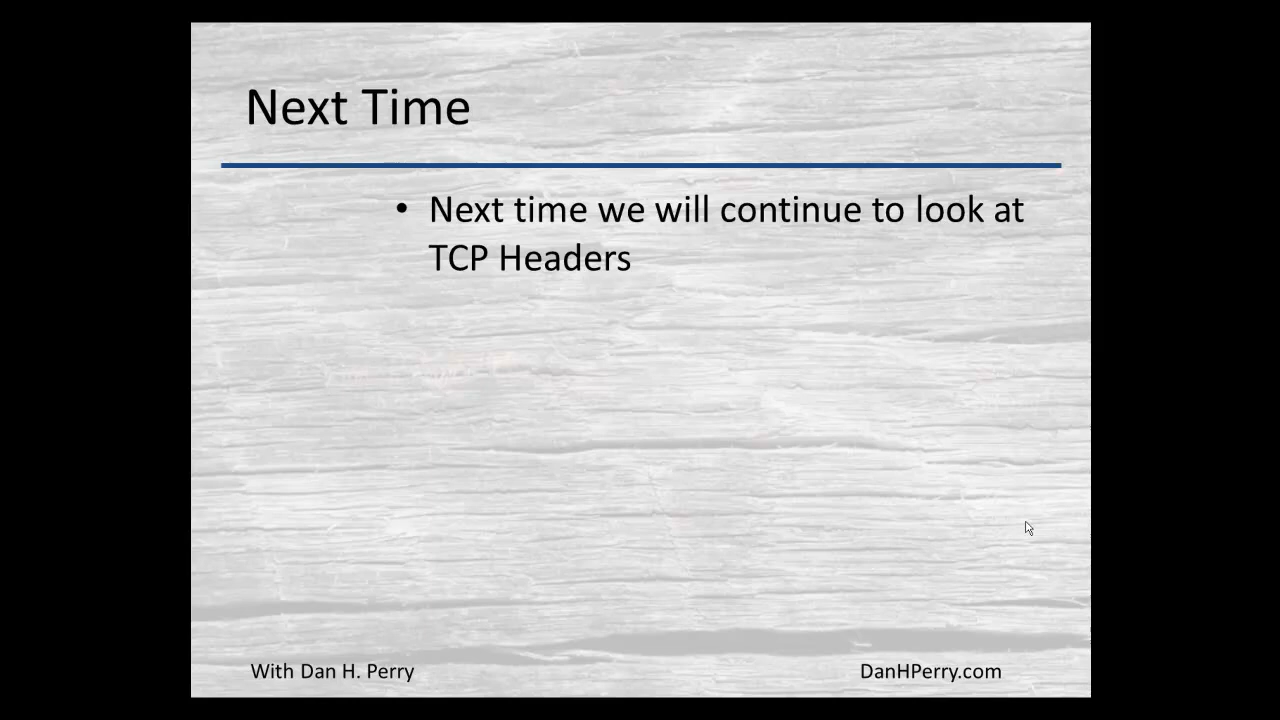 Next Time
• Next time we will continue to look at
TCP Headers
With Dan H. Perry
DanHPerry.com